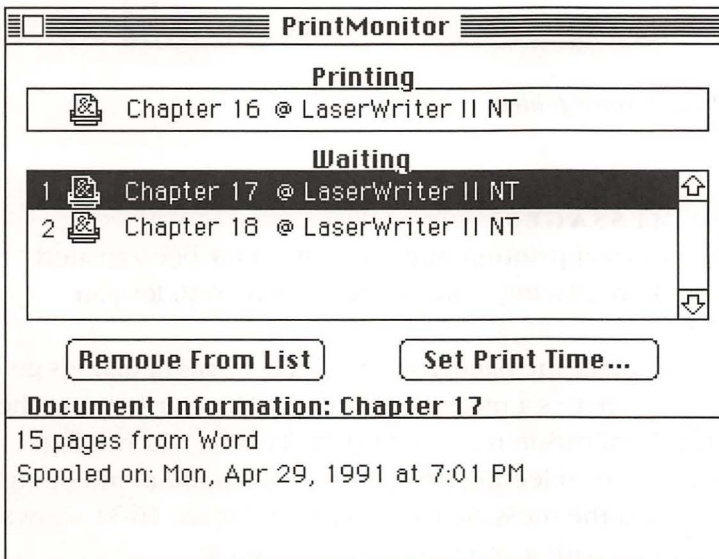 PrintMonitor
Printing
Chapter 16 @ LaserWriter II NT
Waiting
1 Chapter 17 @ LaserWriter II NT
2 Chapter 18 @ LaserWriter II NT
Remove From List
Set Print Time...
Document Information: Chapter 17
15 pages from Word
Spooled on: Mon, Apr 29, 1991 at 7:01 PM